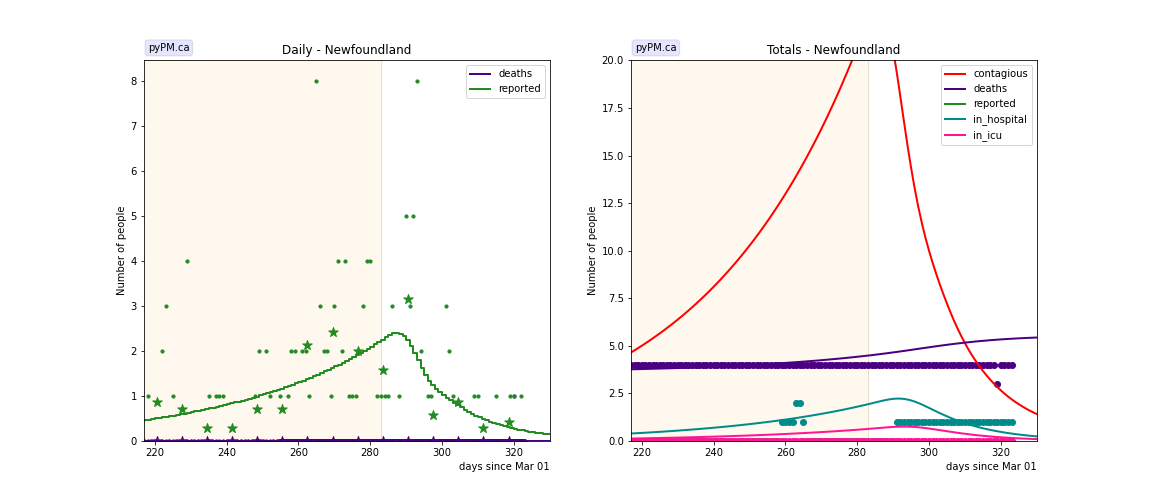 pyPM.ca
Daily - Newfoundland
deaths
reported
Number of people
8
7
6
5
4
3
2
1
0
220
240
260
280
300
320
days since Mar 01
pyPM.ca
Totals - Newfoundland
contagious
deaths
reported
in_hospital
in_icu
Number of people
20.0
17.5
15.0
12.5
10.0
7.5
5.0
2.5
0.0
220
240
260
280
300
320
days since Mar 01